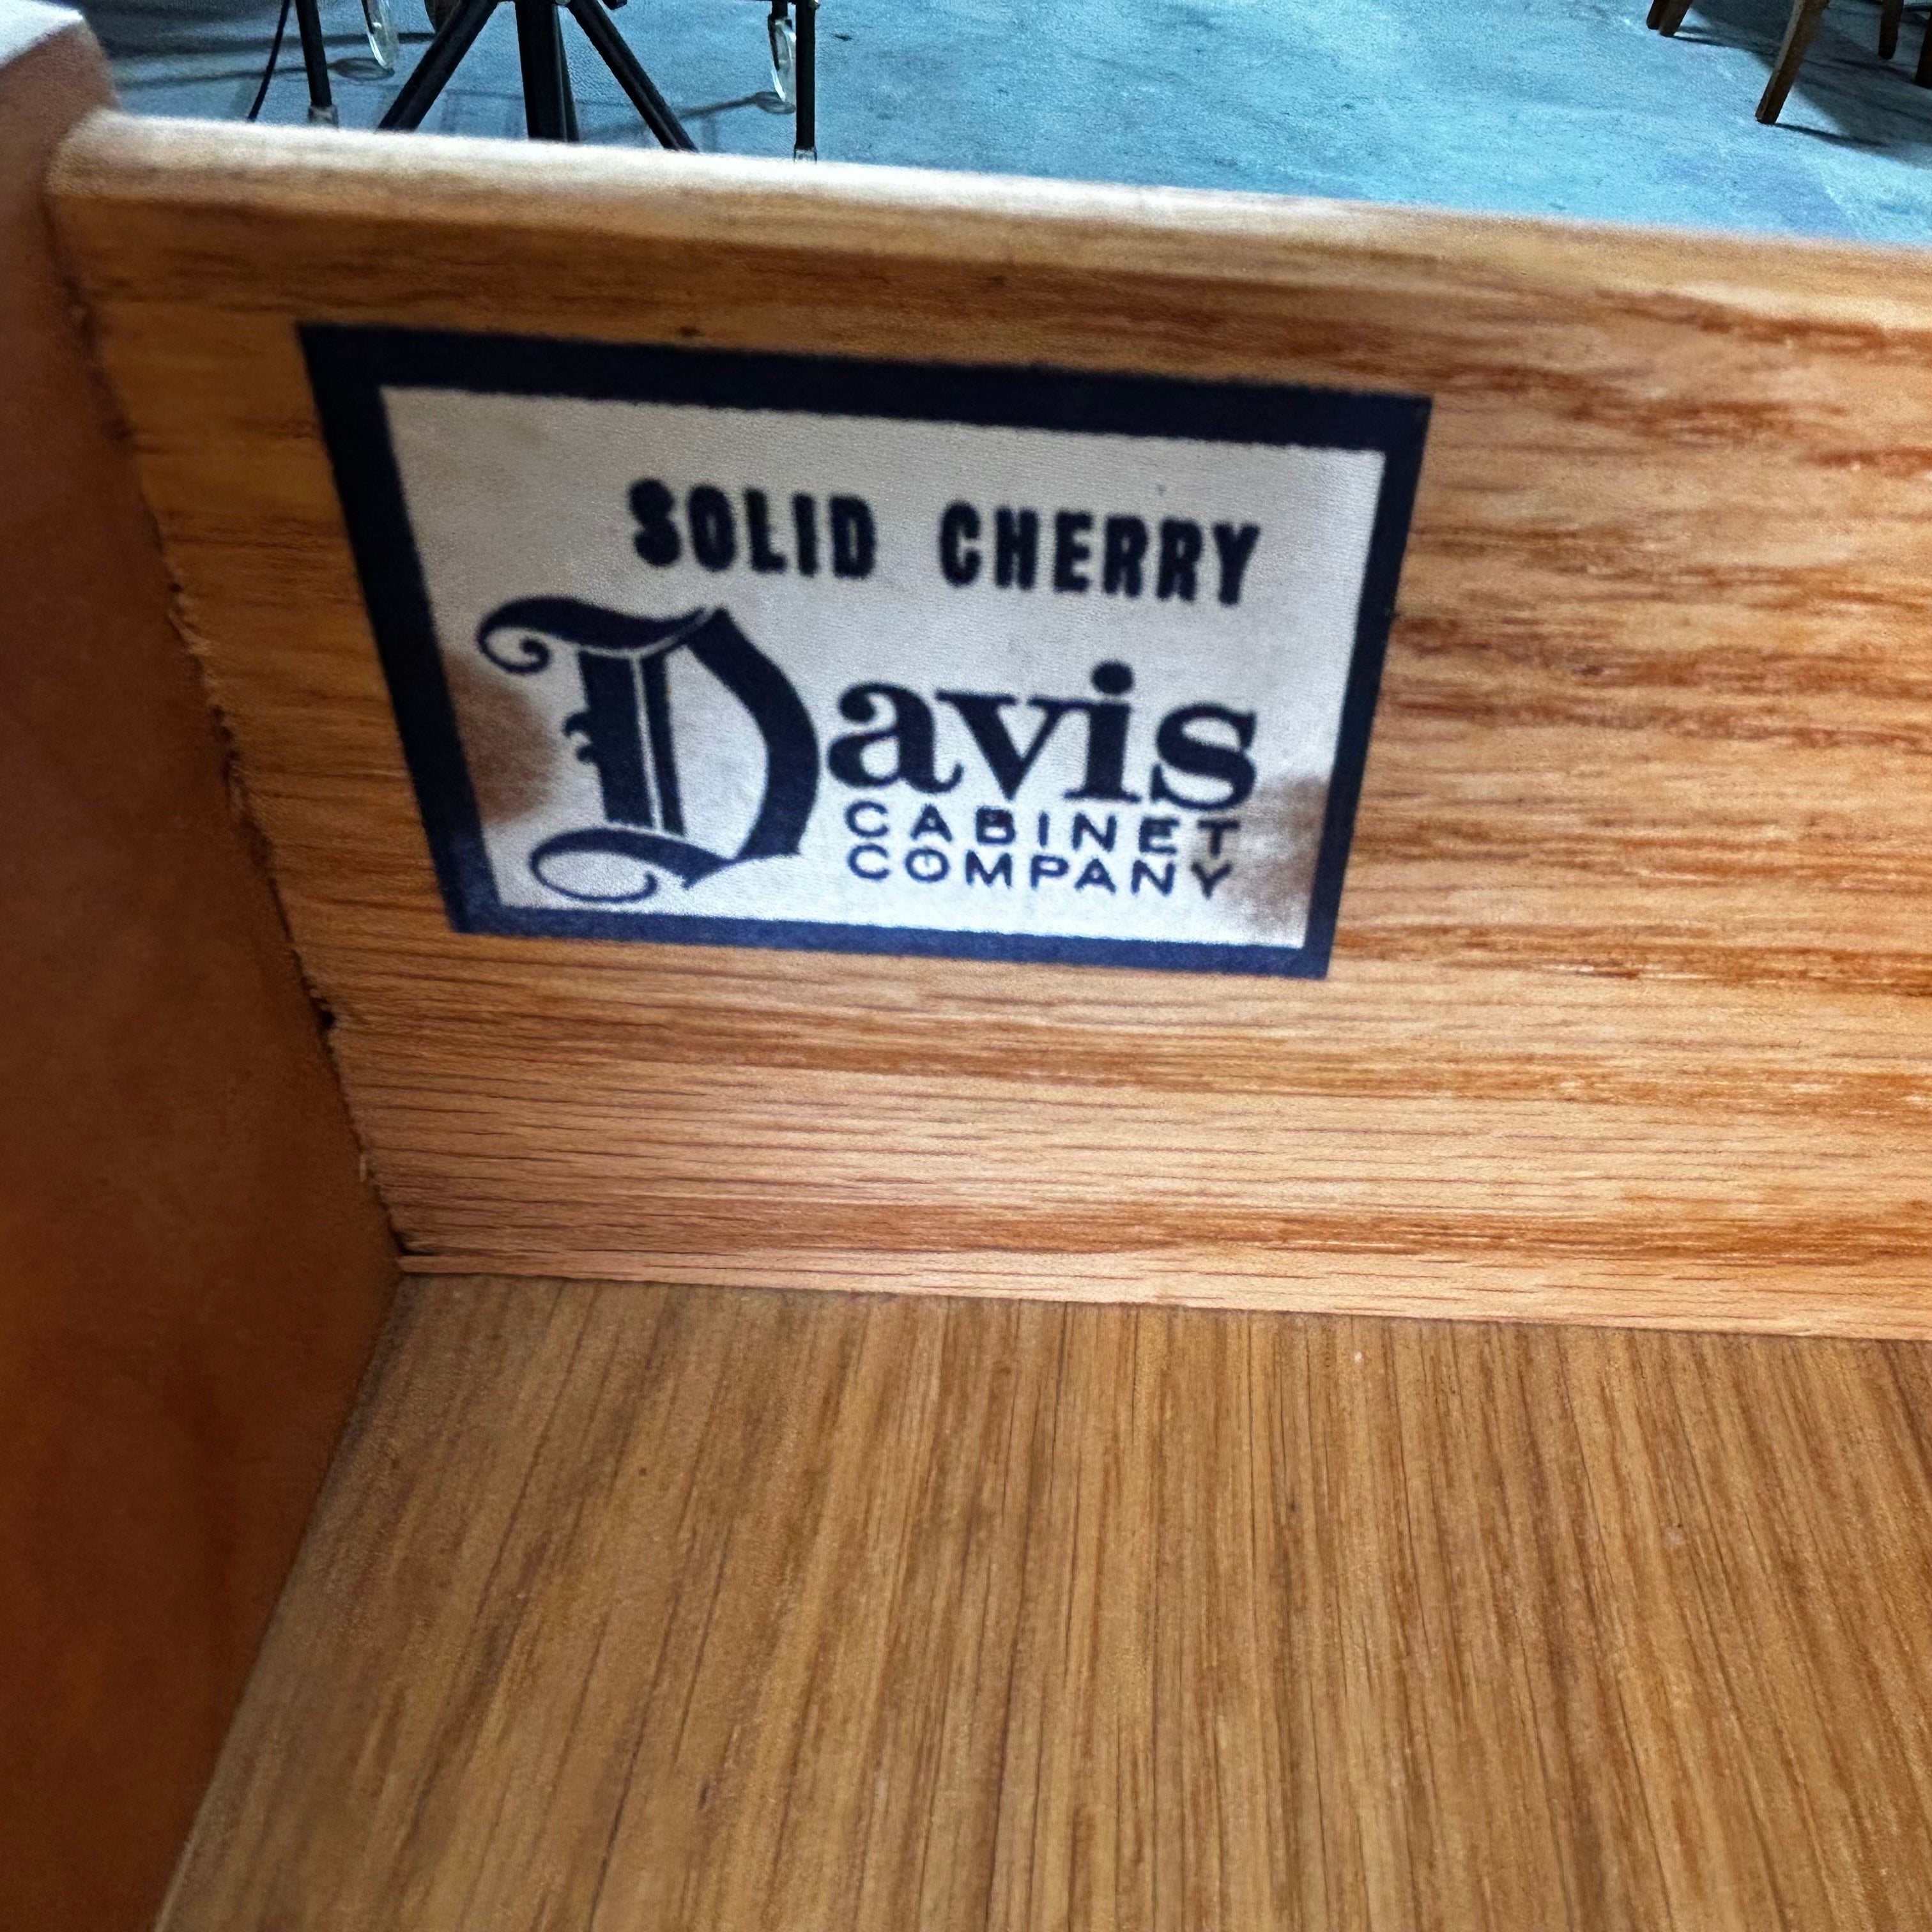 SOLID CHERRY
Davis
CABINET
COMPANY